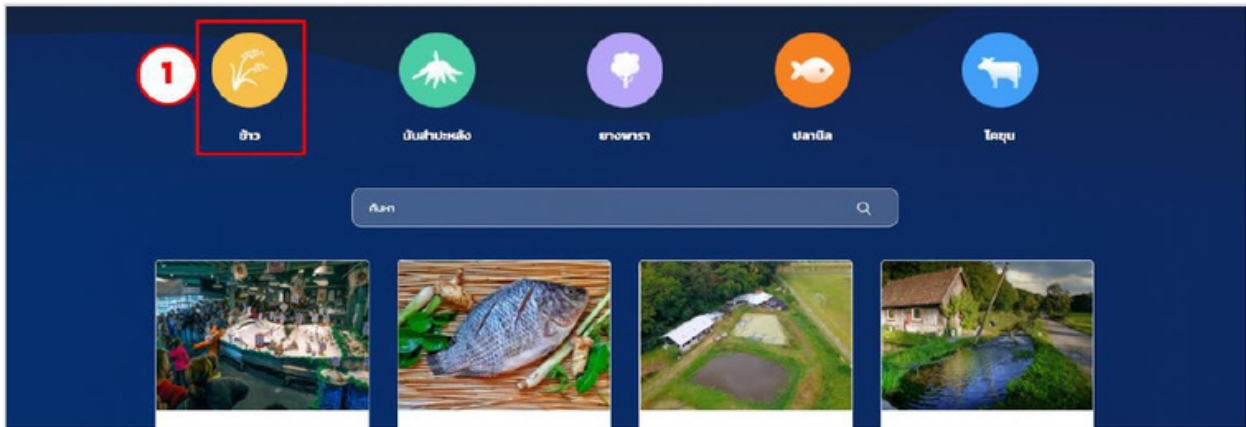 1
ข้าว
มันสำปะหลัง
ยางพารา
ปลานิล
โคขุน
ค้นหา